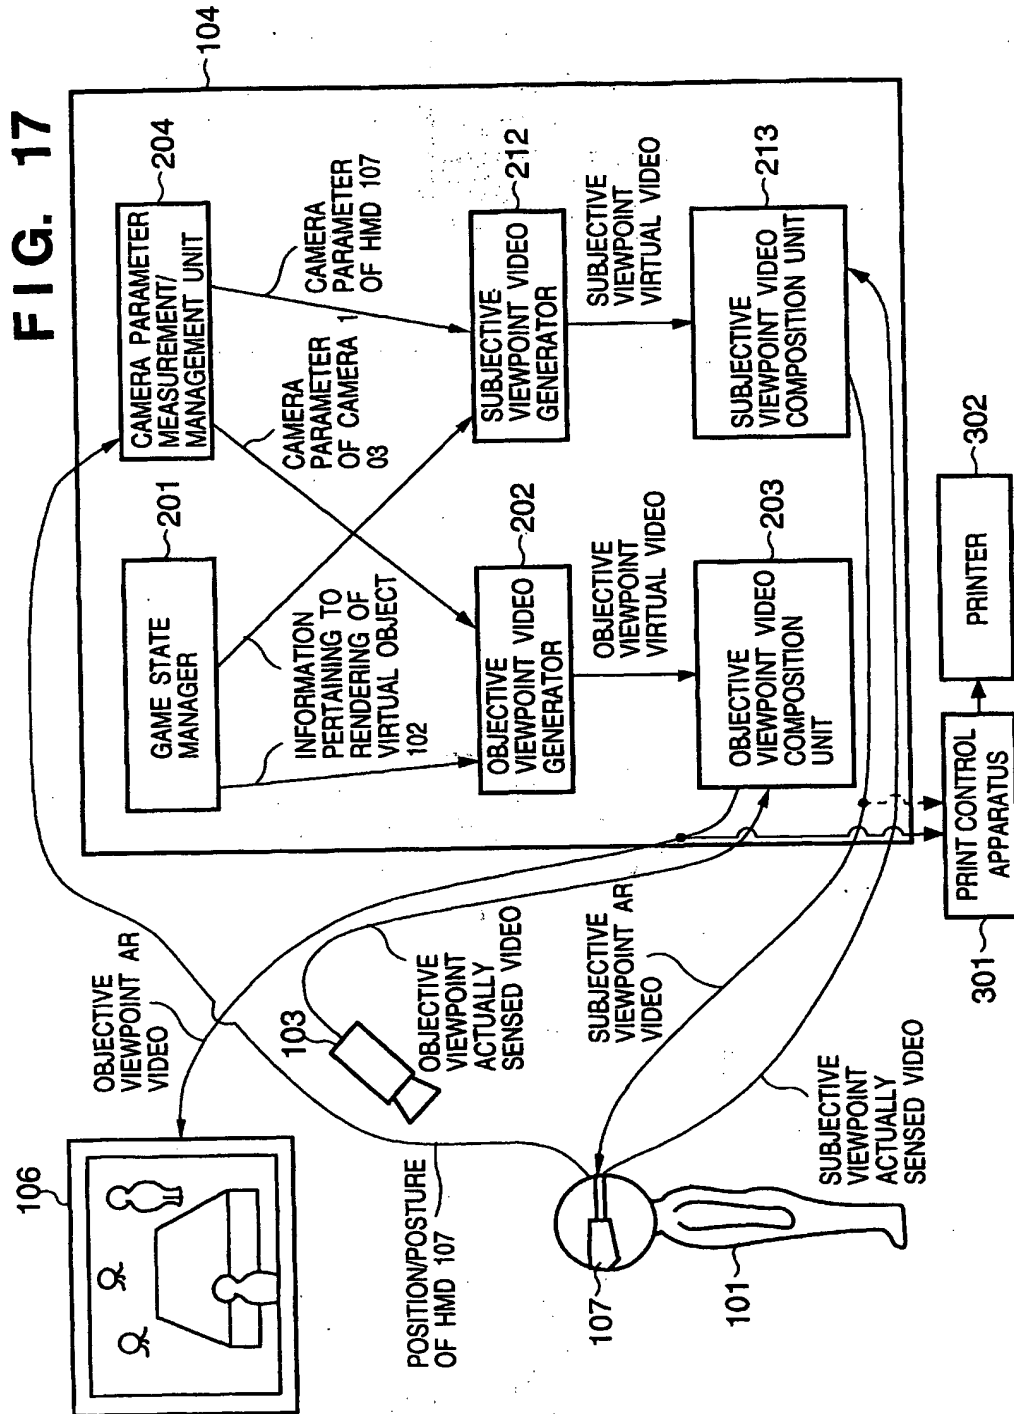 FIG. 17
104
204
CAMERA PARAMETER
MEASUREMENT/
MANAGEMENT UNIT
201
GAME STATE
MANAGER
CAMERA
PARAMETER
OF HMD 107
CAMERA
PARAMETER
OF CAMERA 1
03
INFORMATION
PERTAINING TO
RENDERING OF
VIRTUAL OBJECT
102
212
SUBJECTIVE
VIEWPOINT VIDEO
GENERATOR
202
OBJECTIVE
VIEWPOINT VIDEO
GENERATOR
SUBJECTIVE
VIEWPOINT
VIRTUAL VIDEO
OBJECTIVE
VIEWPOINT
VIRTUAL VIDEO
213
SUBJECTIVE
VIEWPOINT VIDEO
COMPOSITION UNIT
203
OBJECTIVE
VIEWPOINT VIDEO
COMPOSITION
UNIT
302
PRINTER
301
PRINT CONTROL
APPARATUS
OBJECTIVE
VIEWPOINT AR
VIDEO
103
OBJECTIVE
VIEWPOINT
ACTUALLY
SENSED VIDEO
SUBJECTIVE
VIEWPOINT AR
VIDEO
SUBJECTIVE
VIEWPOINT
ACTUALLY
SENSED VIDEO
106
POSITION/POSTURE
OF HMD 107
107
101